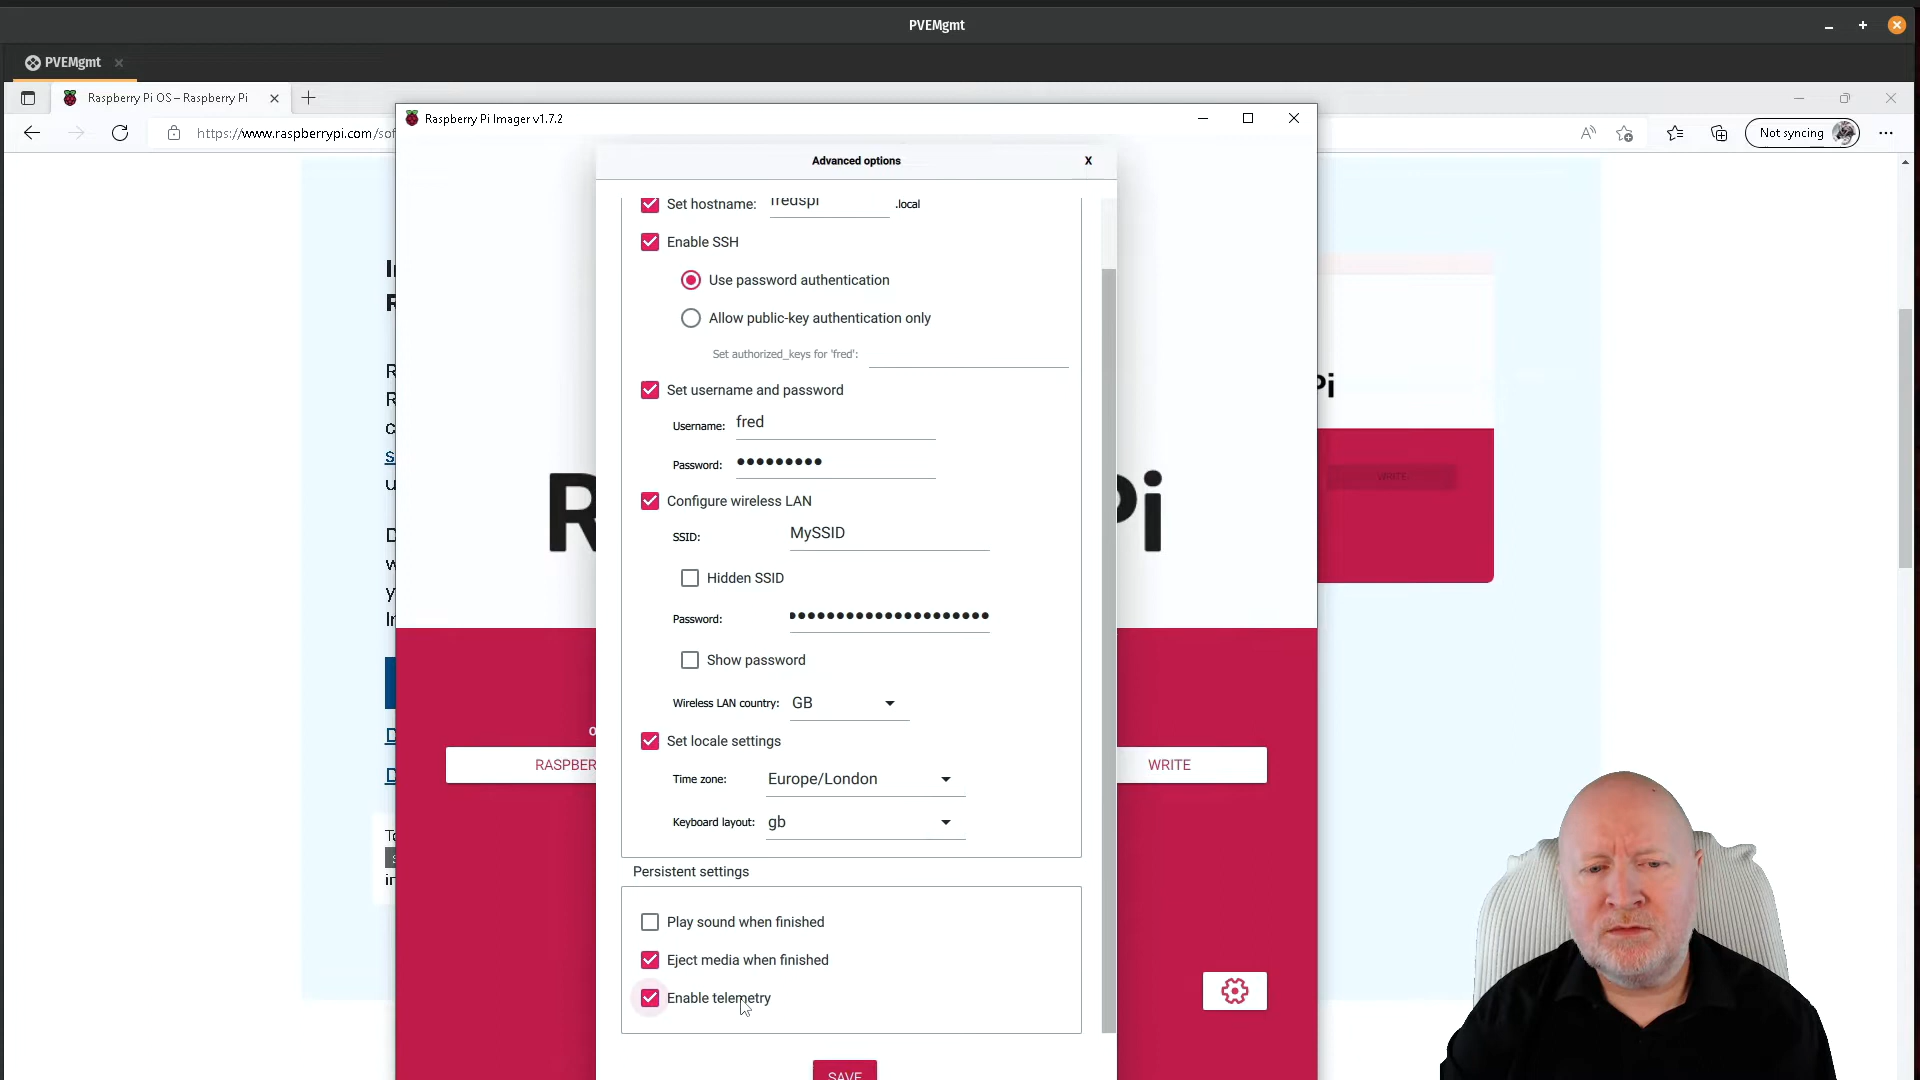 PVEMgmt
PVEMgmt
Raspberry Pi OS – Raspberry Pi
https://www.raspberrypi.com/sof
Not syncing
Raspberry Pi Imager v1.7.2
Advanced options
X
Set hostname: fredspi .local
Enable SSH
Use password authentication
Allow public-key authentication only
Set authorized_keys for 'fred':
Set username and password
Username: fred
Password: ●●●●●●●●●
Configure wireless LAN
SSID: MySSID
Hidden SSID
Password: ●●●●●●●●●●●●●●●●●●●●●
Show password
Wireless LAN country: GB
Set locale settings
Time zone: Europe/London
Keyboard layout: gb
Persistent settings
Play sound when finished
Eject media when finished
Enable telemetry
SAVE
R
Pi
RASPBER
WRITE
Pi
WRITE